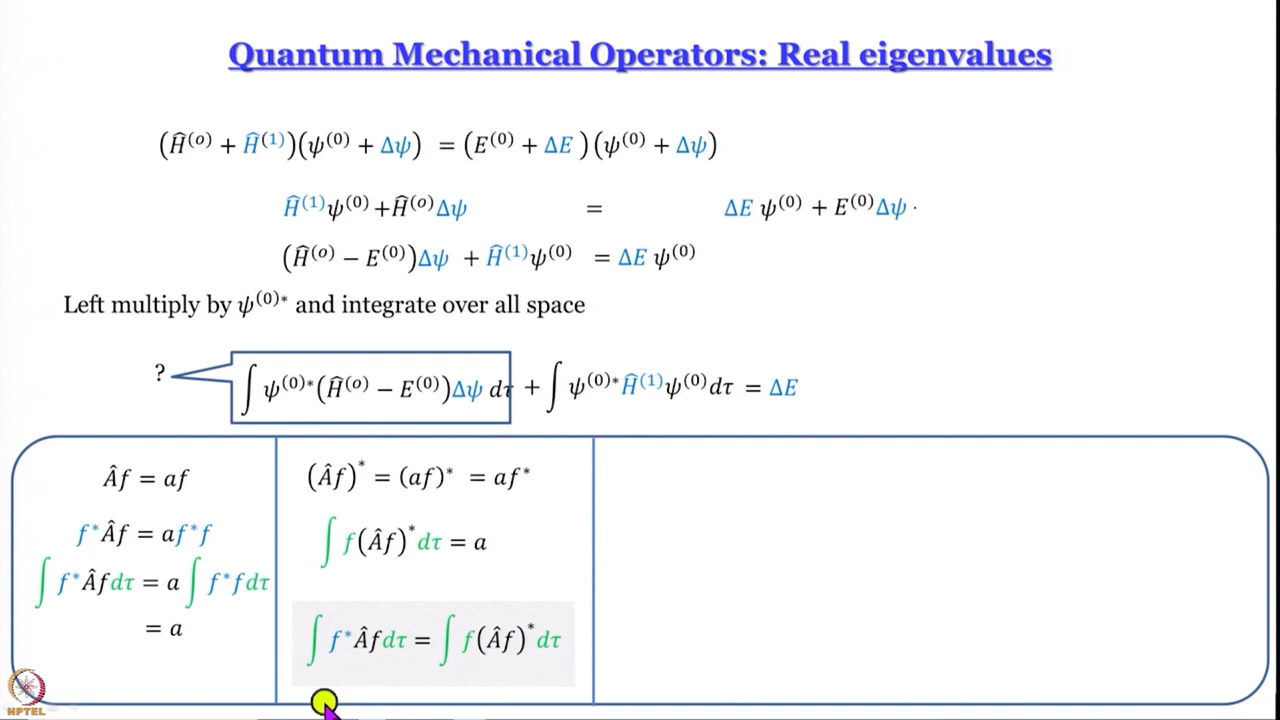 Quantum Mechanical Operators: Real eigenvalues
(Ĥ⁽ᵒ⁾ + Ĥ⁽¹⁾)(ψ⁽⁰⁾ + Δψ) = (E⁽⁰⁾ + ΔE )(ψ⁽⁰⁾ + Δψ)
Ĥ⁽¹⁾ψ⁽⁰⁾+Ĥ⁽ᵒ⁾Δψ = ΔE ψ⁽⁰⁾ + E⁽⁰⁾Δψ ·
(Ĥ⁽ᵒ⁾ − E⁽⁰⁾)Δψ + Ĥ⁽¹⁾ψ⁽⁰⁾ = ΔE ψ⁽⁰⁾
Left multiply by ψ⁽⁰⁾* and integrate over all space
? ∫ ψ⁽⁰⁾*(Ĥ⁽ᵒ⁾ − E⁽⁰⁾)Δψ dτ + ∫ ψ⁽⁰⁾*Ĥ⁽¹⁾ψ⁽⁰⁾dτ = ΔE
Âf = af
f*Âf = af*f
∫ f*Âfdτ = a ∫ f*fdτ
= a
(Âf)* = (af)* = af*
∫ f(Âf)*dτ = a
∫ f*Âfdτ = ∫ f(Âf)*dτ
NPTEL